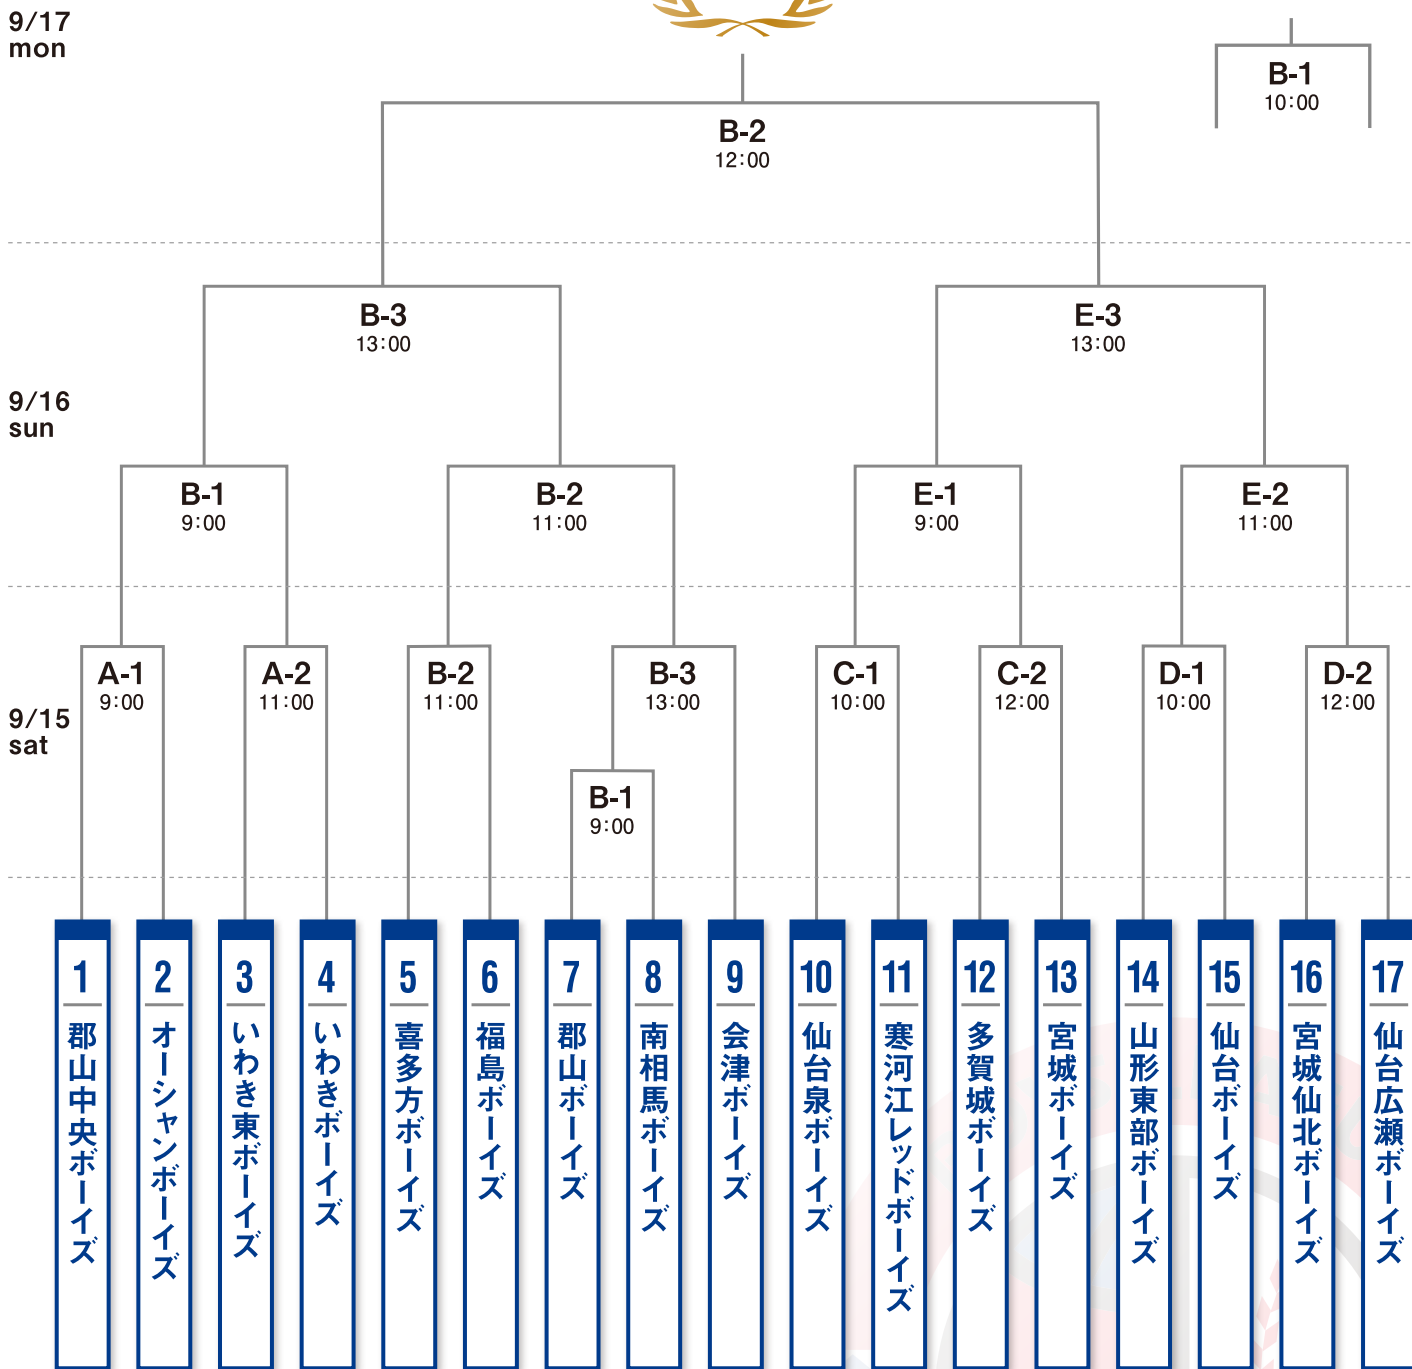 9/17
mon
B-1
10:00
B-2
12:00
B-3
13:00
E-3
13:00
9/16
sun
B-1
9:00
B-2
11:00
E-1
9:00
E-2
11:00
A-1
9:00
A-2
11:00
B-2
11:00
B-3
13:00
C-1
10:00
C-2
12:00
D-1
10:00
D-2
12:00
9/15
sat
B-1
9:00
1
郡山中央ボーイズ
2
オーシャンボーイズ
3
いわき東ボーイズ
4
いわきボーイズ
5
喜多方ボーイズ
6
福島ボーイズ
7
郡山ボーイズ
8
南相馬ボーイズ
9
会津ボーイズ
10
仙台泉ボーイズ
11
寒河江レッドボーイズ
12
多賀城ボーイズ
13
宮城ボーイズ
14
山形東部ボーイズ
15
仙台ボーイズ
16
宮城仙北ボーイズ
17
仙台広瀬ボーイズ